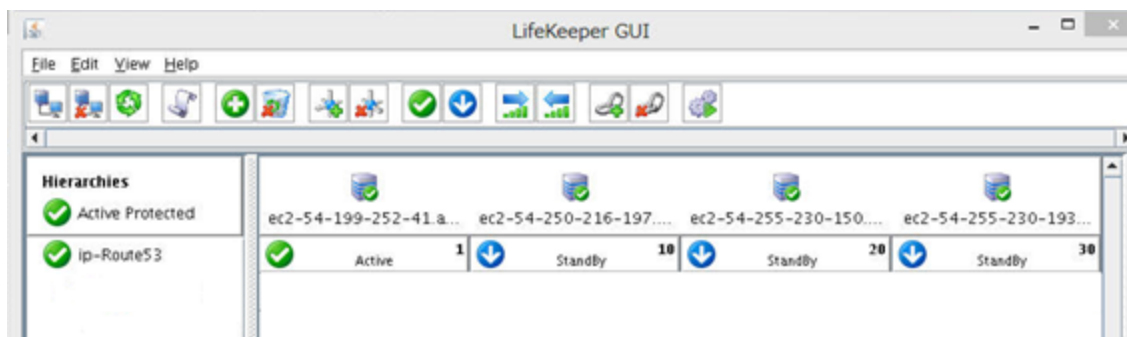 LifeKeeper GUI
File Edit View Help
Hierarchies
Active Protected
ec2-54-199-252-41.a... ec2-54-250-216-197.... ec2-54-255-230-150.... ec2-54-255-230-193...
ip-Route53
Active 1 StandBy 10 StandBy 20 StandBy 30